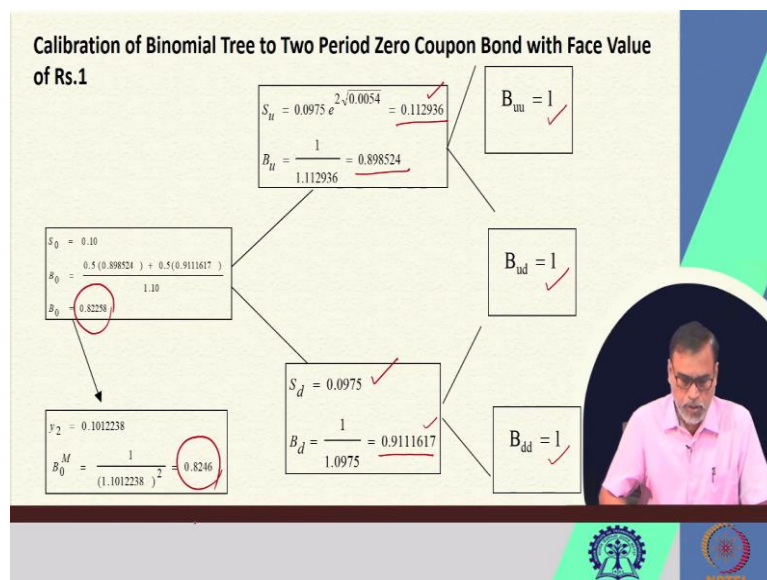 Calibration of Binomial Tree to Two Period Zero Coupon Bond with Face Value
of Rs.1
S_u = 0.0975 e^{2√0.0054} = 0.112936
B_u = 1 / 1.112936 = 0.898524
B_uu = 1
S_0 = 0.10
B_0 = 0.5 (0.898524 ) + 0.5(0.9111617 ) / 1.10
B_0 = 0.82258
B_ud = 1
S_d = 0.0975
B_d = 1 / 1.0975 = 0.9111617
y_2 = 0.1012238
B_0^M = 1 / (1.1012238 )^2 = 0.8246
B_dd = 1